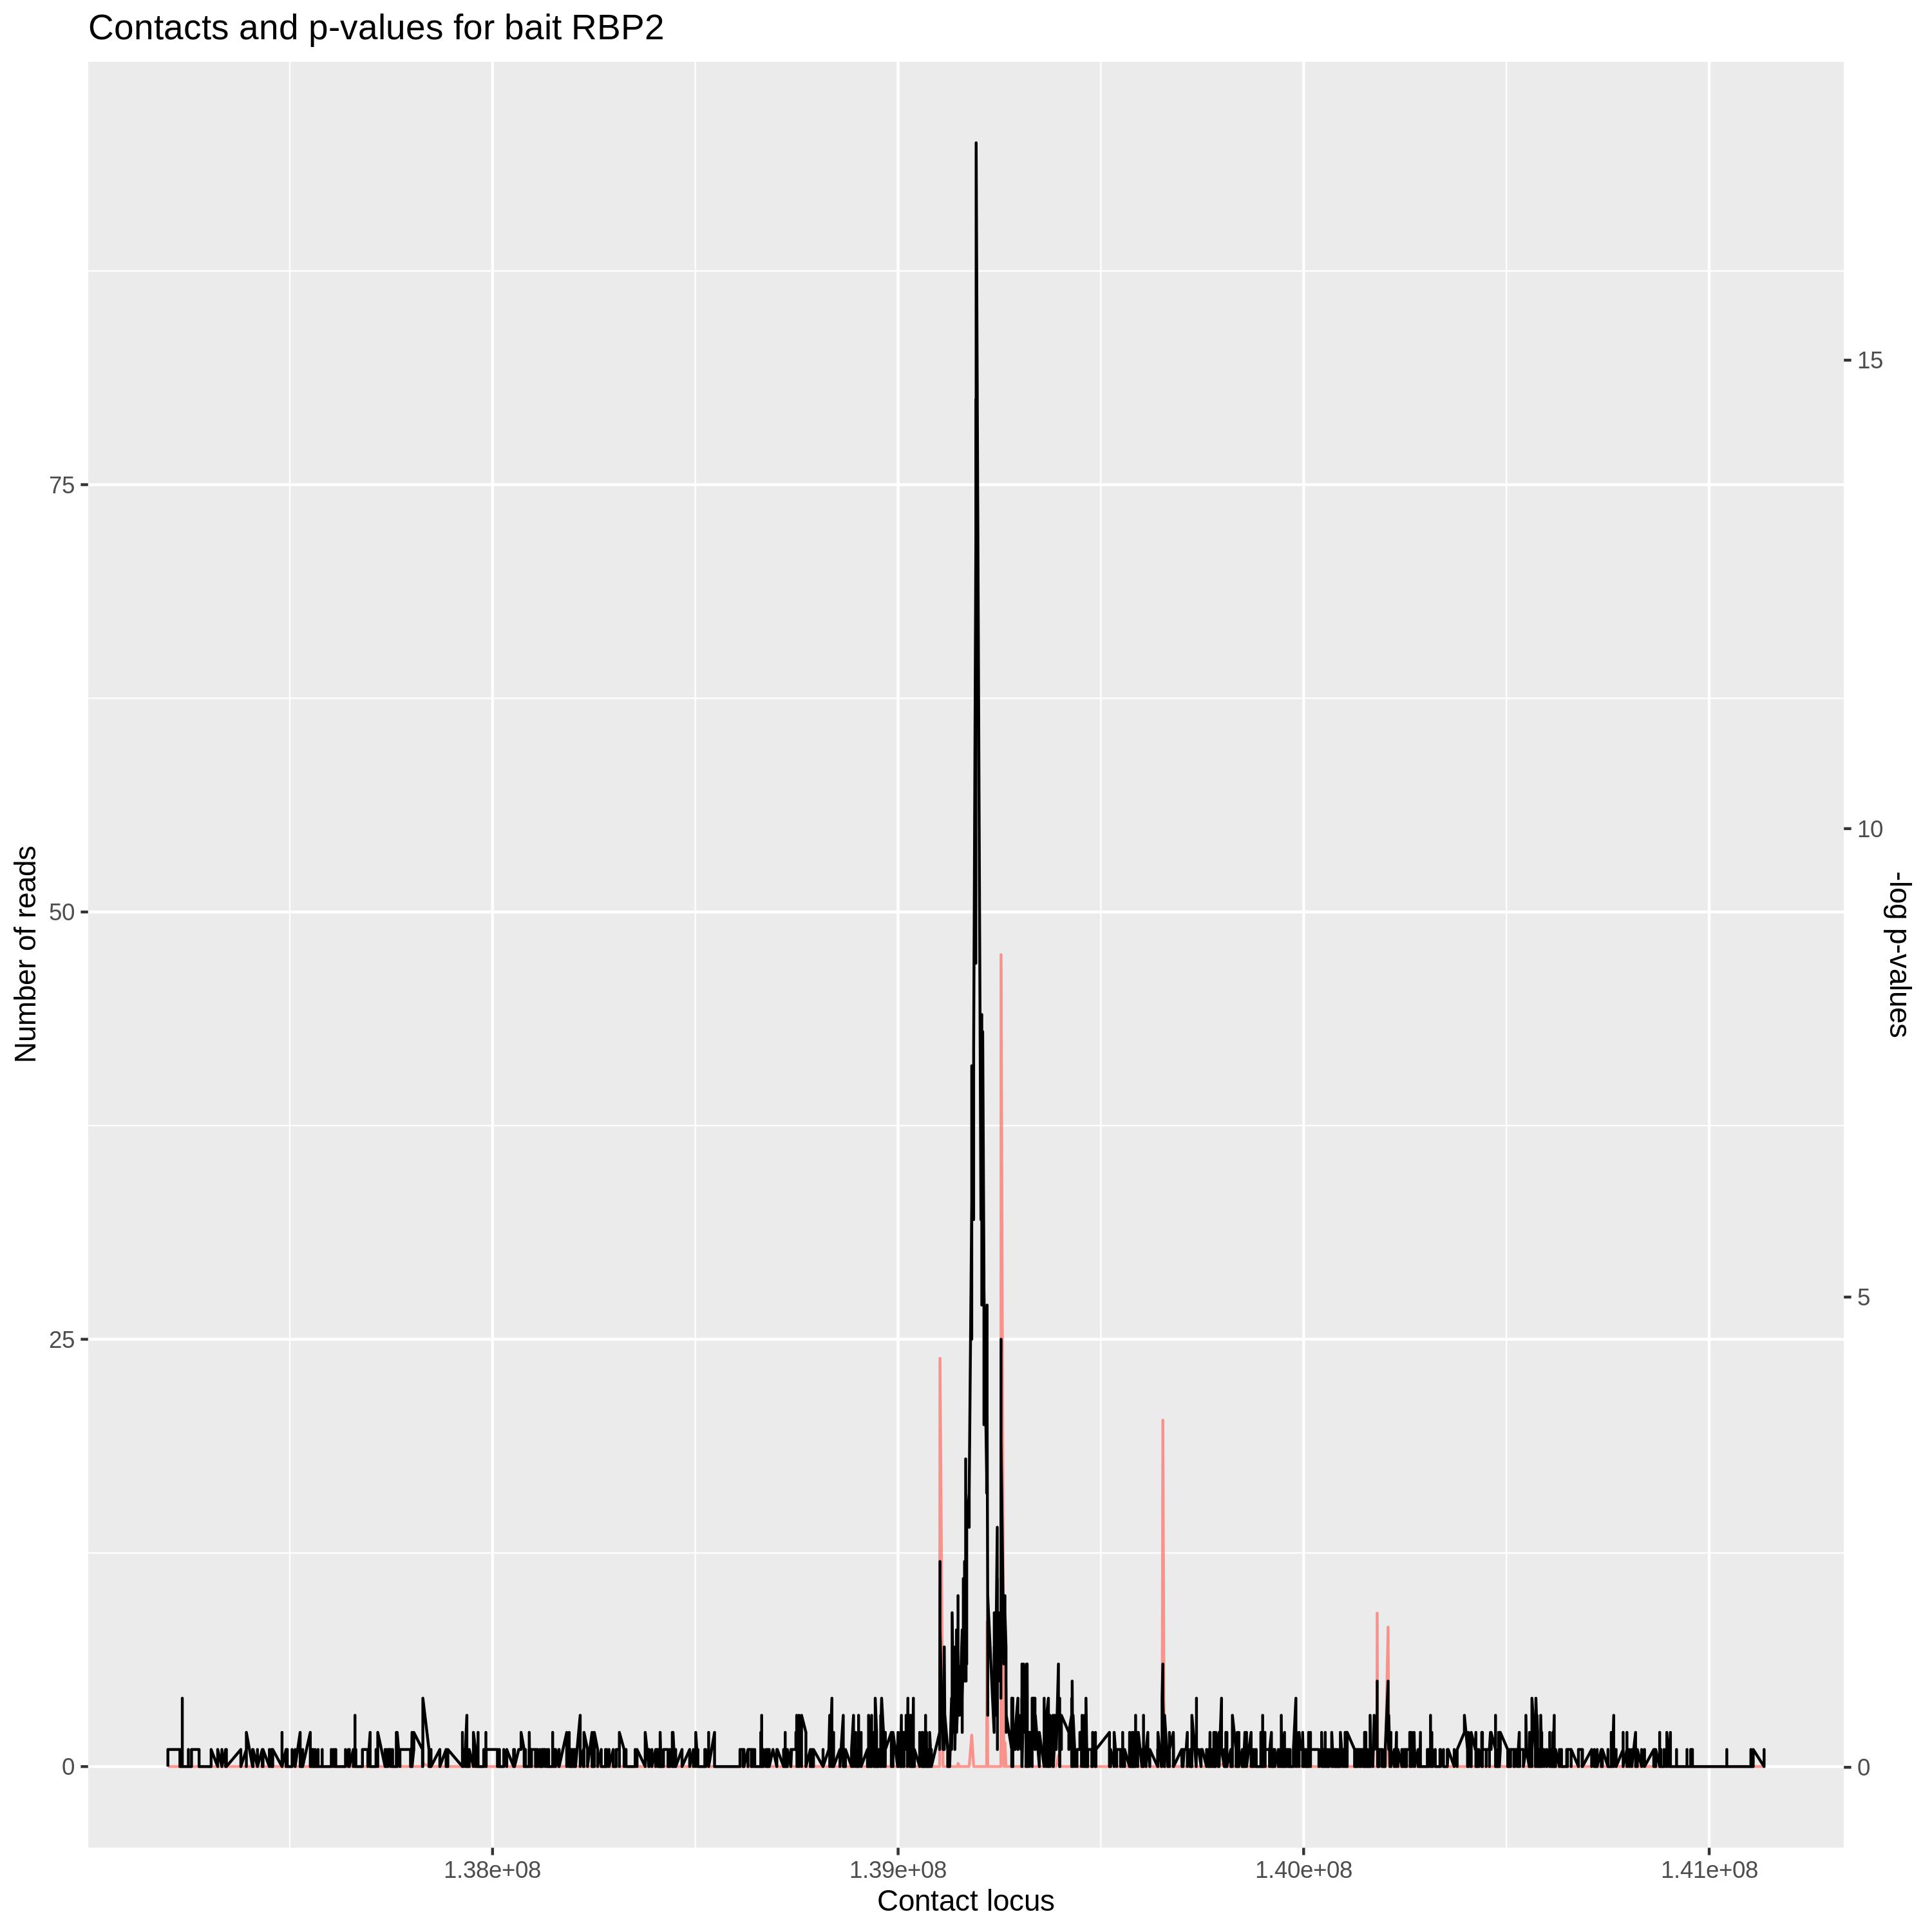 Contacts and p-values for bait RBP2
Number of reads
75
50
25
0
15
10
5
0
-log p-values
1.38e+08
1.39e+08
1.40e+08
1.41e+08
Contact locus